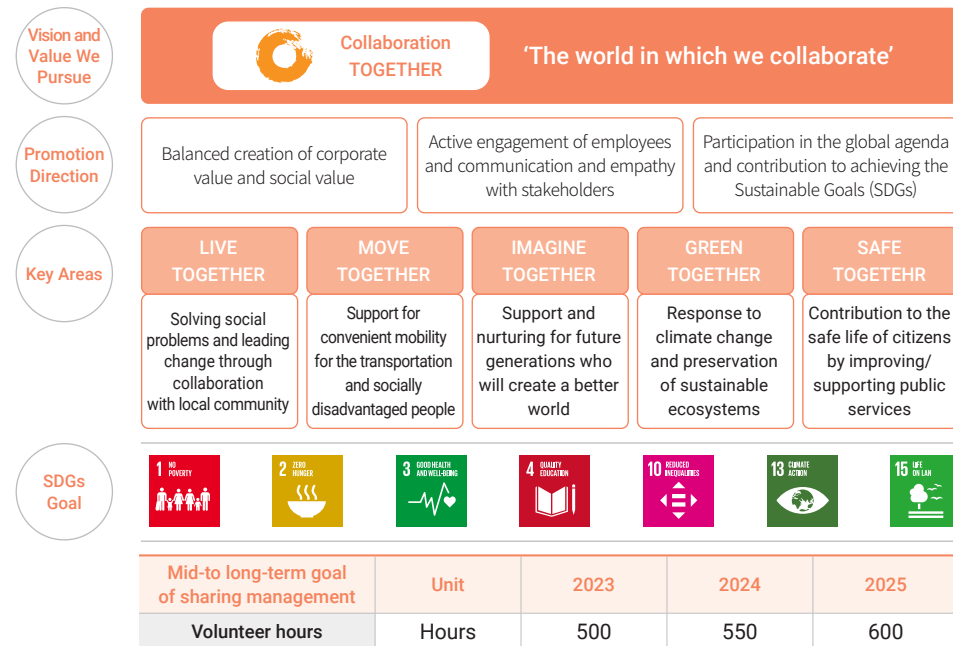 Vision and
Value We
Pursue
Collaboration
TOGETHER
‘The world in which we collaborate’
Promotion
Direction
Balanced creation of corporate
value and social value
Active engagement of employees
and communication and empathy
with stakeholders
Participation in the global agenda
and contribution to achieving the
Sustainable Goals (SDGs)
Key Areas
LIVE
TOGETHER
MOVE
TOGETHER
IMAGINE
TOGETHER
GREEN
TOGETHER
SAFE
TOGETEHR
Solving social
problems and leading
change through
collaboration
with local community
Support for
convenient mobility
for the transportation
and socially
disadvantaged people
Support and
nurturing for future
generations who
will create a better
world
Response to
climate change
and preservation
of sustainable
ecosystems
Contribution to the
safe life of citizens
by improving/
supporting public
services
SDGs
Goal
1 NO
POVERTY
2 ZERO
HUNGER
3 GOOD HEALTH
AND WELL-BEING
4 QUALITY
EDUCATION
10 REDUCED
INEQUALITIES
13 CLIMATE
ACTION
15 LIFE
ON LAN
Mid-to long-term goal
of sharing management
Unit
2023
2024
2025
Volunteer hours
Hours
500
550
600